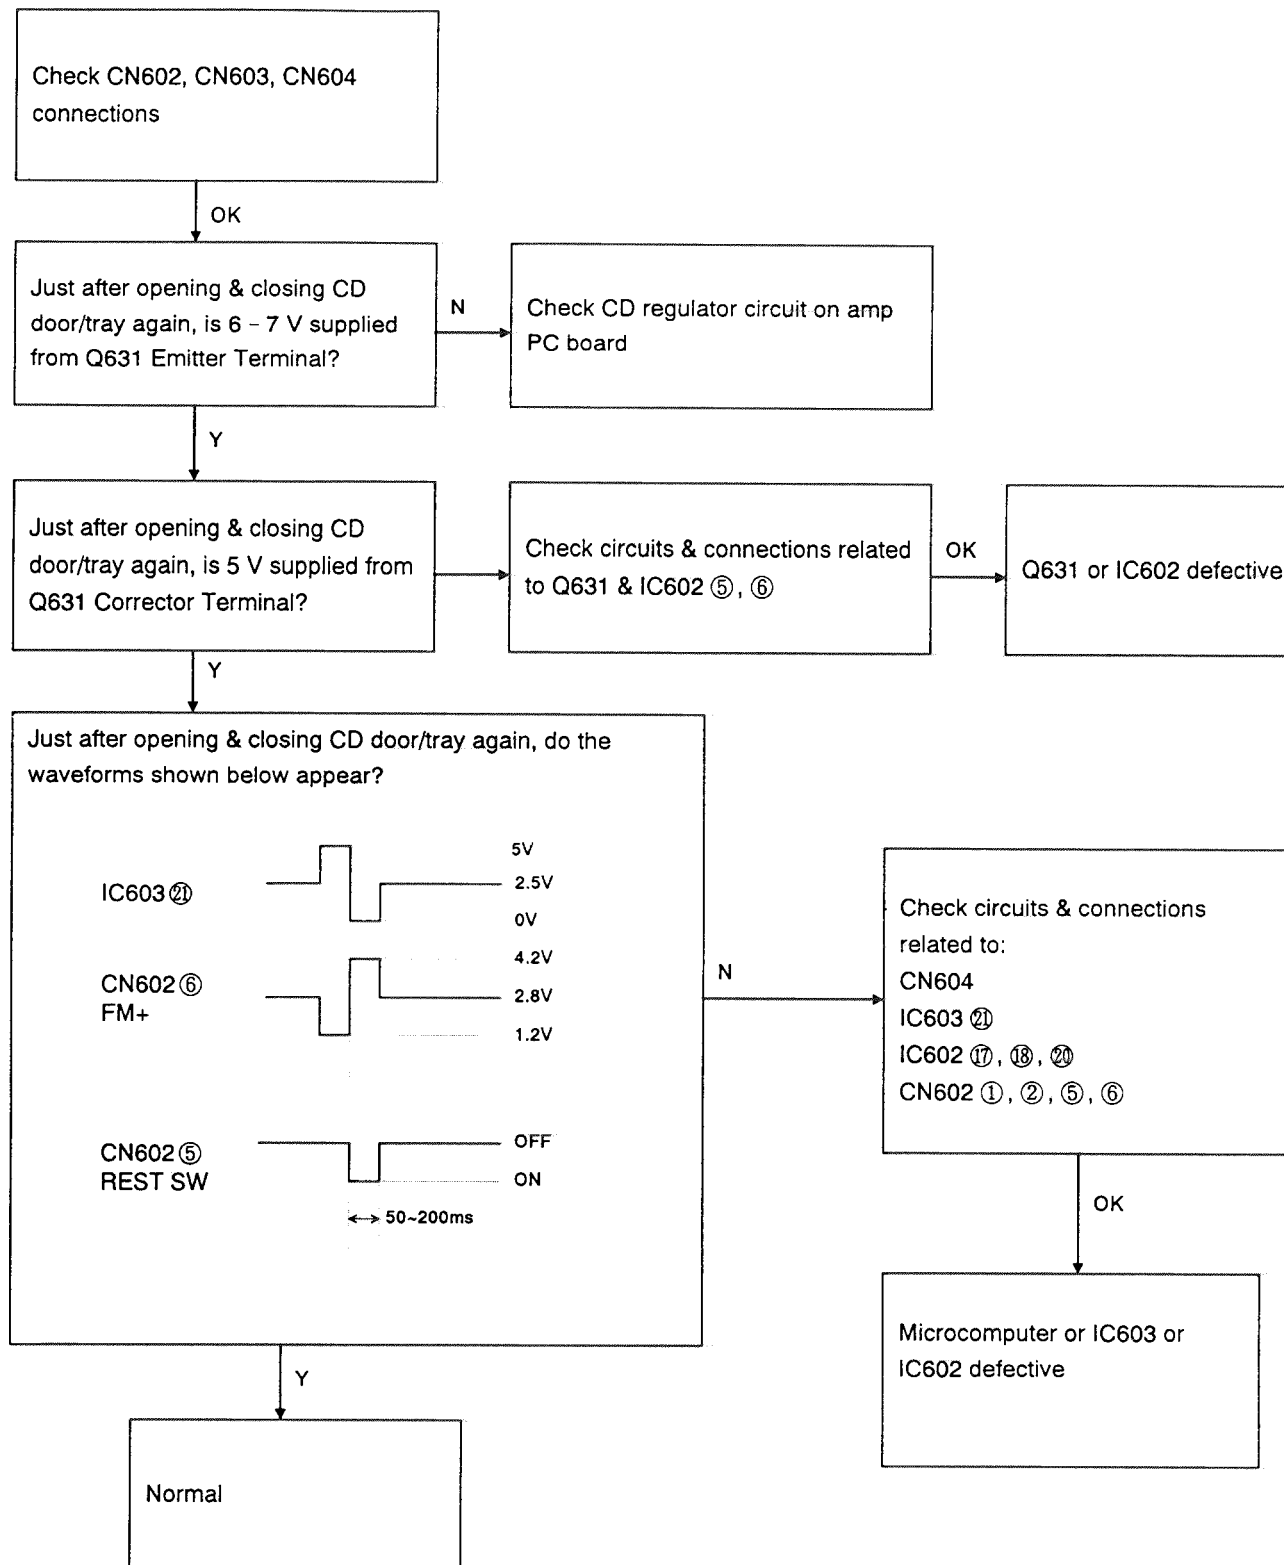 Check CN602, CN603, CN604
connections
OK
Just after opening & closing CD
door/tray again, is 6 – 7 V supplied
from Q631 Emitter Terminal?
N
Check CD regulator circuit on amp
PC board
Y
Just after opening & closing CD
door/tray again, is 5 V supplied from
Q631 Corrector Terminal?
Check circuits & connections related
to Q631 & IC602 ⑤, ⑥
OK
Q631 or IC602 defective
Y
Just after opening & closing CD door/tray again, do the
waveforms shown below appear?
IC603 ㉑
5V
2.5V
0V
CN602 ⑥
FM+
4.2V
2.8V
1.2V
CN602 ⑤
REST SW
OFF
ON
50~200ms
N
Check circuits & connections
related to:
CN604
IC603 ㉑
IC602 ⑰, ⑱, ⑳
CN602 ①, ②, ⑤, ⑥
OK
Microcomputer or IC603 or
IC602 defective
Y
Normal